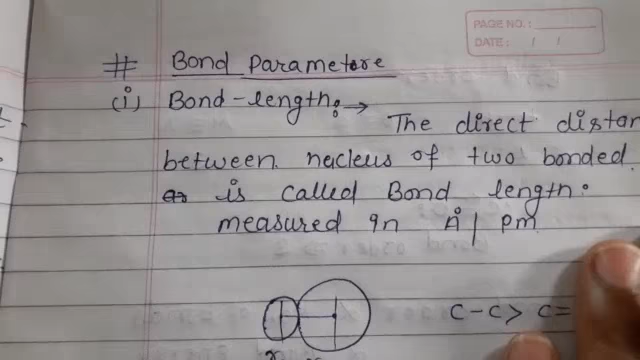 PAGE NO.:
DATE: / /
# Bond Parametore
(i) Bond-length:→
The direct distan
between nucleus of two bonded
is called Bond length.
measured in Å/pm
C-C> C=